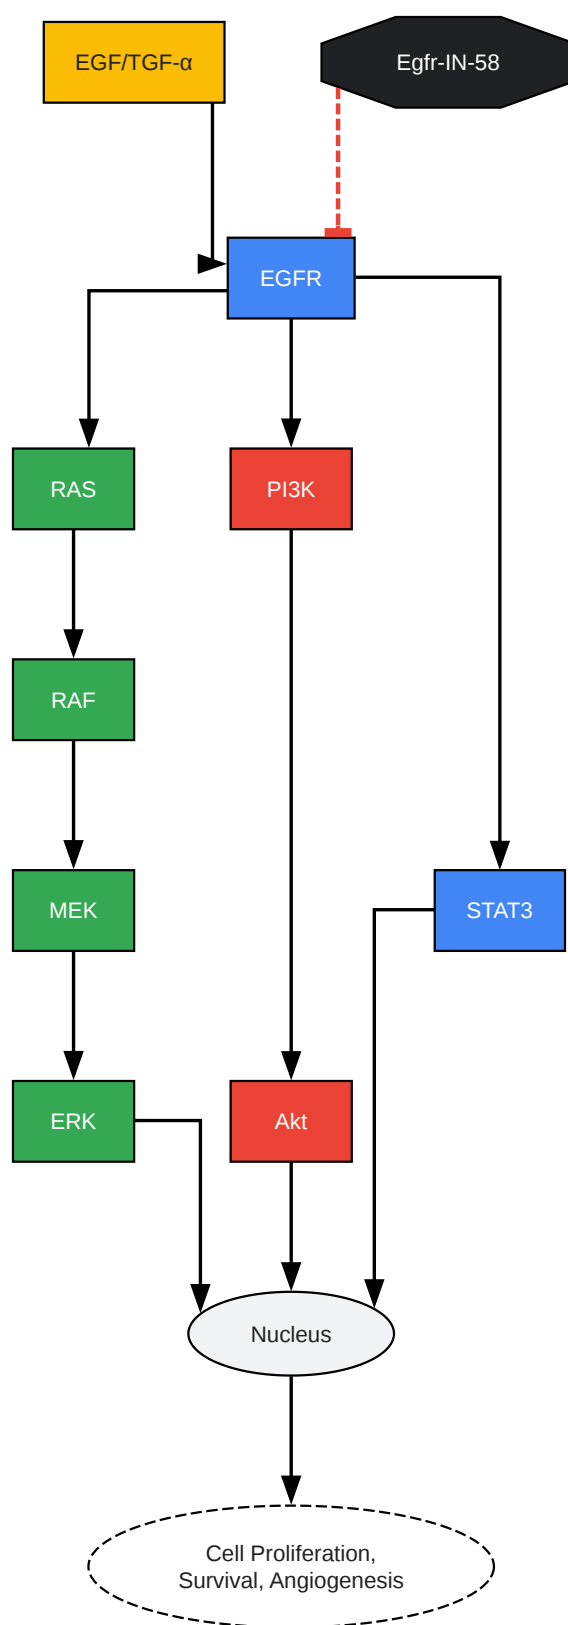 EGF/TGF-α
Egfr-IN-58
EGFR
RAS
PI3K
RAF
MEK
STAT3
ERK
Akt
Nucleus
Cell Proliferation,
Survival, Angiogenesis